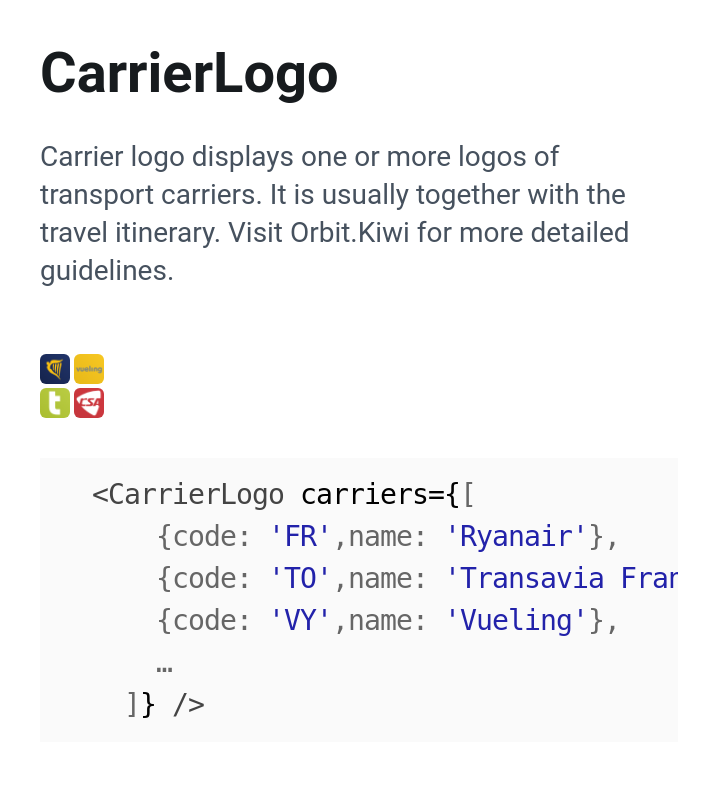 CarrierLogo
Carrier logo displays one or more logos of
transport carriers. It is usually together with the
travel itinerary. Visit Orbit.Kiwi for more detailed
guidelines.
vueling
t CSA
<CarrierLogo carriers={[
{code: 'FR',name: 'Ryanair'},
{code: 'TO',name: 'Transavia Fran
{code: 'VY',name: 'Vueling'},
…
]} />